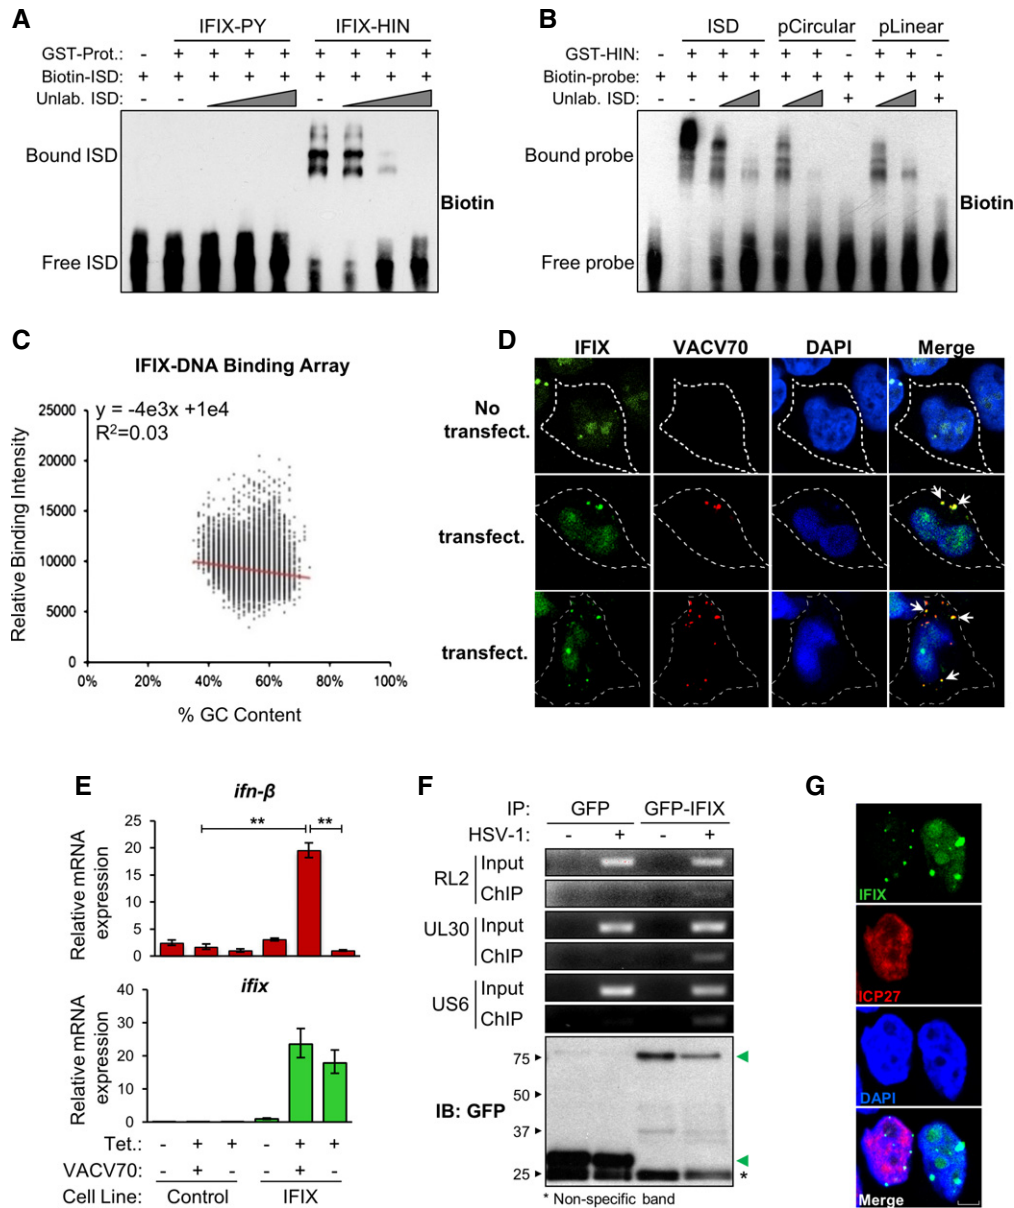 A
IFIX-PY IFIX-HIN
GST-Prot.: - + + + + + + + +
Biotin-ISD: + + + + + + + + +
Unlab. ISD: - - -
Bound ISD
Free ISD
Biotin
B
ISD pCircular pLinear
GST-HIN: - + + + + + - + + -
Biotin-probe: + + + + + + + + + +
Unlab. ISD: - - + +
Bound probe
Free probe
Biotin
C
IFIX-DNA Binding Array
y = -4e3x +1e4
R²=0.03
Relative Binding Intensity
25000
20000
15000
10000
5000
0
0% 20% 40% 60% 80% 100%
% GC Content
D
IFIX VACV70 DAPI Merge
No
transfect.
transfect.
transfect.
E
ifn-β
Relative mRNA
expression
25
20
15
10
5
0
** **
ifix
Relative mRNA
expression
40
30
20
10
0
Tet.: - + + - + +
VACV70: - + - - + -
Cell Line: Control IFIX
F
IP: GFP GFP-IFIX
HSV-1: - + - +
RL2 Input
ChIP
UL30 Input
ChIP
US6 Input
ChIP
IB: GFP
75
50
37
25
*
* Non-specific band
G
IFIX
ICP27
DAPI
Merge